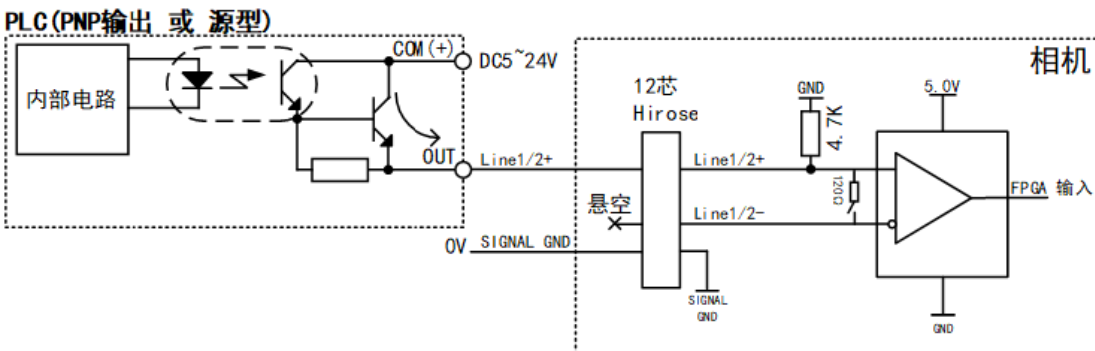 PLC(PNP输出 或 源型)
内部电路
COM(+)
DC5~24V
OUT
Line1/2+
悬空
0V
SIGNAL GND
相机
12芯
Hirose
Line1/2+
Line1/2-
SIGNAL
GND
GND
4.7K
120Ω
5.0V
FPGA 输入
GND